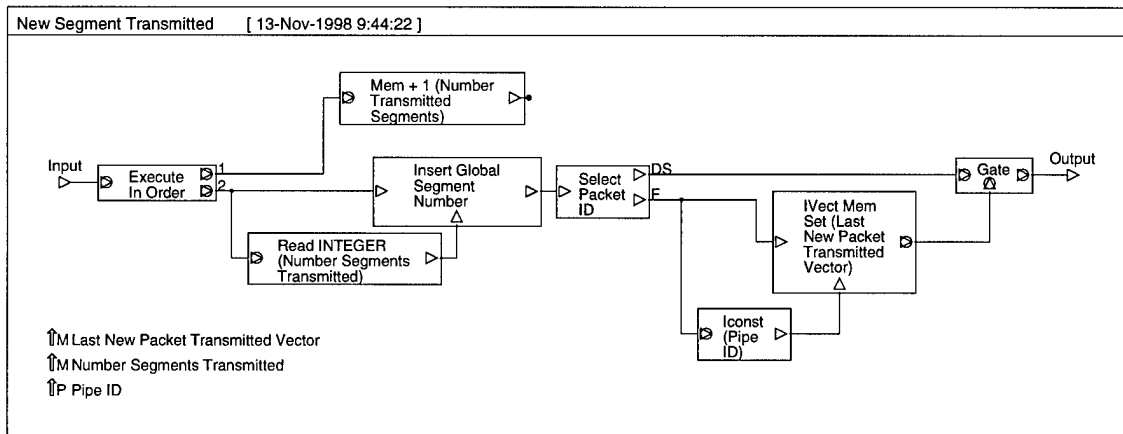 New Segment Transmitted [ 13-Nov-1998 9:44:22 ]
Mem + 1 (Number
Transmitted
Segments)
Input
Execute
In Order
1
2
Insert Global
Segment
Number
Read INTEGER
(Number Segments
Transmitted)
Select
Packet
ID
DS
F
IVect Mem
Set (Last
New Packet
Transmitted
Vector)
Iconst
(Pipe
ID)
Gate
Output
⇑M Last New Packet Transmitted Vector
⇑M Number Segments Transmitted
⇑P Pipe ID